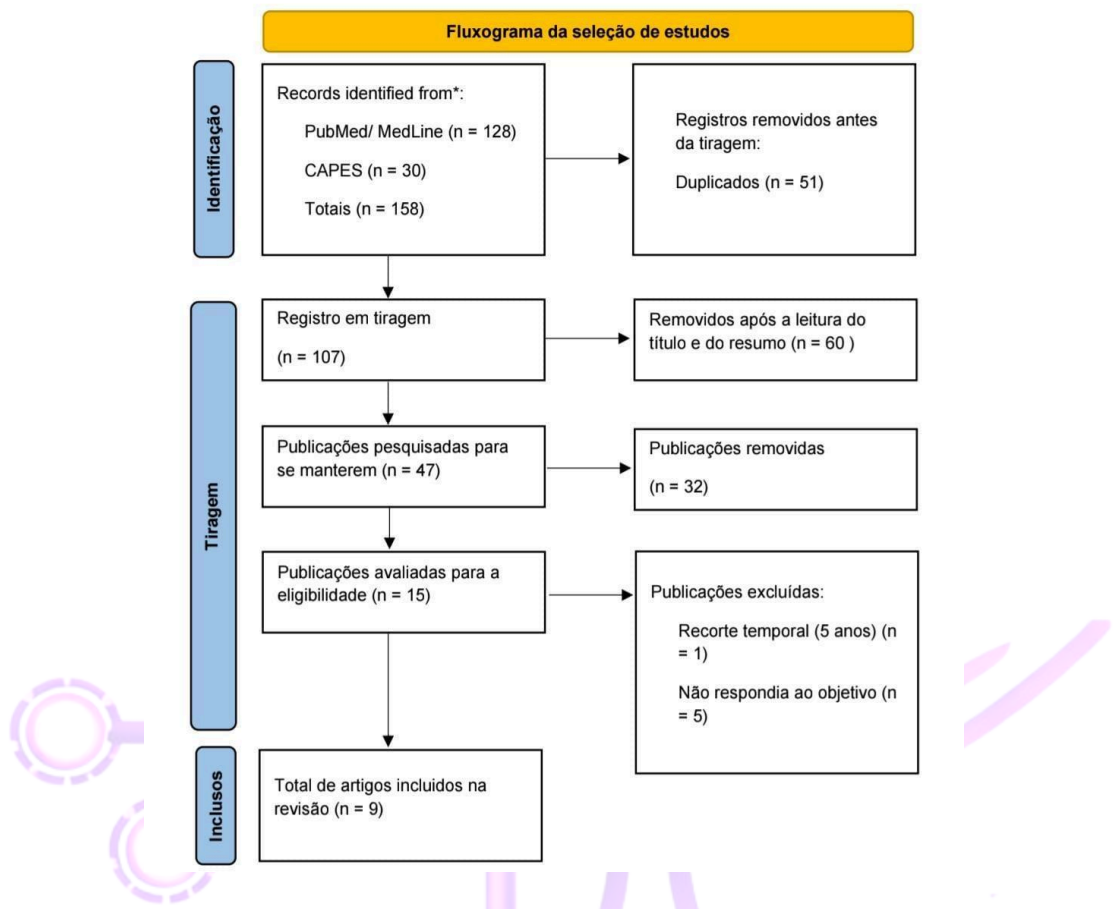 Fluxograma da seleção de estudos
Identificação
Records identified from*:
PubMed/ MedLine (n = 128)
CAPES (n = 30)
Totais (n = 158)
Registros removidos antes
da tiragem:
Duplicados (n = 51)
Tiragem
Registro em tiragem
(n = 107)
Removidos após a leitura do
título e do resumo (n = 60 )
Publicações pesquisadas para
se manterem (n = 47)
Publicações removidas
(n = 32)
Publicações avaliadas para a
eligibilidade (n = 15)
Publicações excluídas:
Recorte temporal (5 anos) (n
= 1)
Não respondia ao objetivo (n
= 5)
Inclusos
Total de artigos incluidos na
revisão (n = 9)